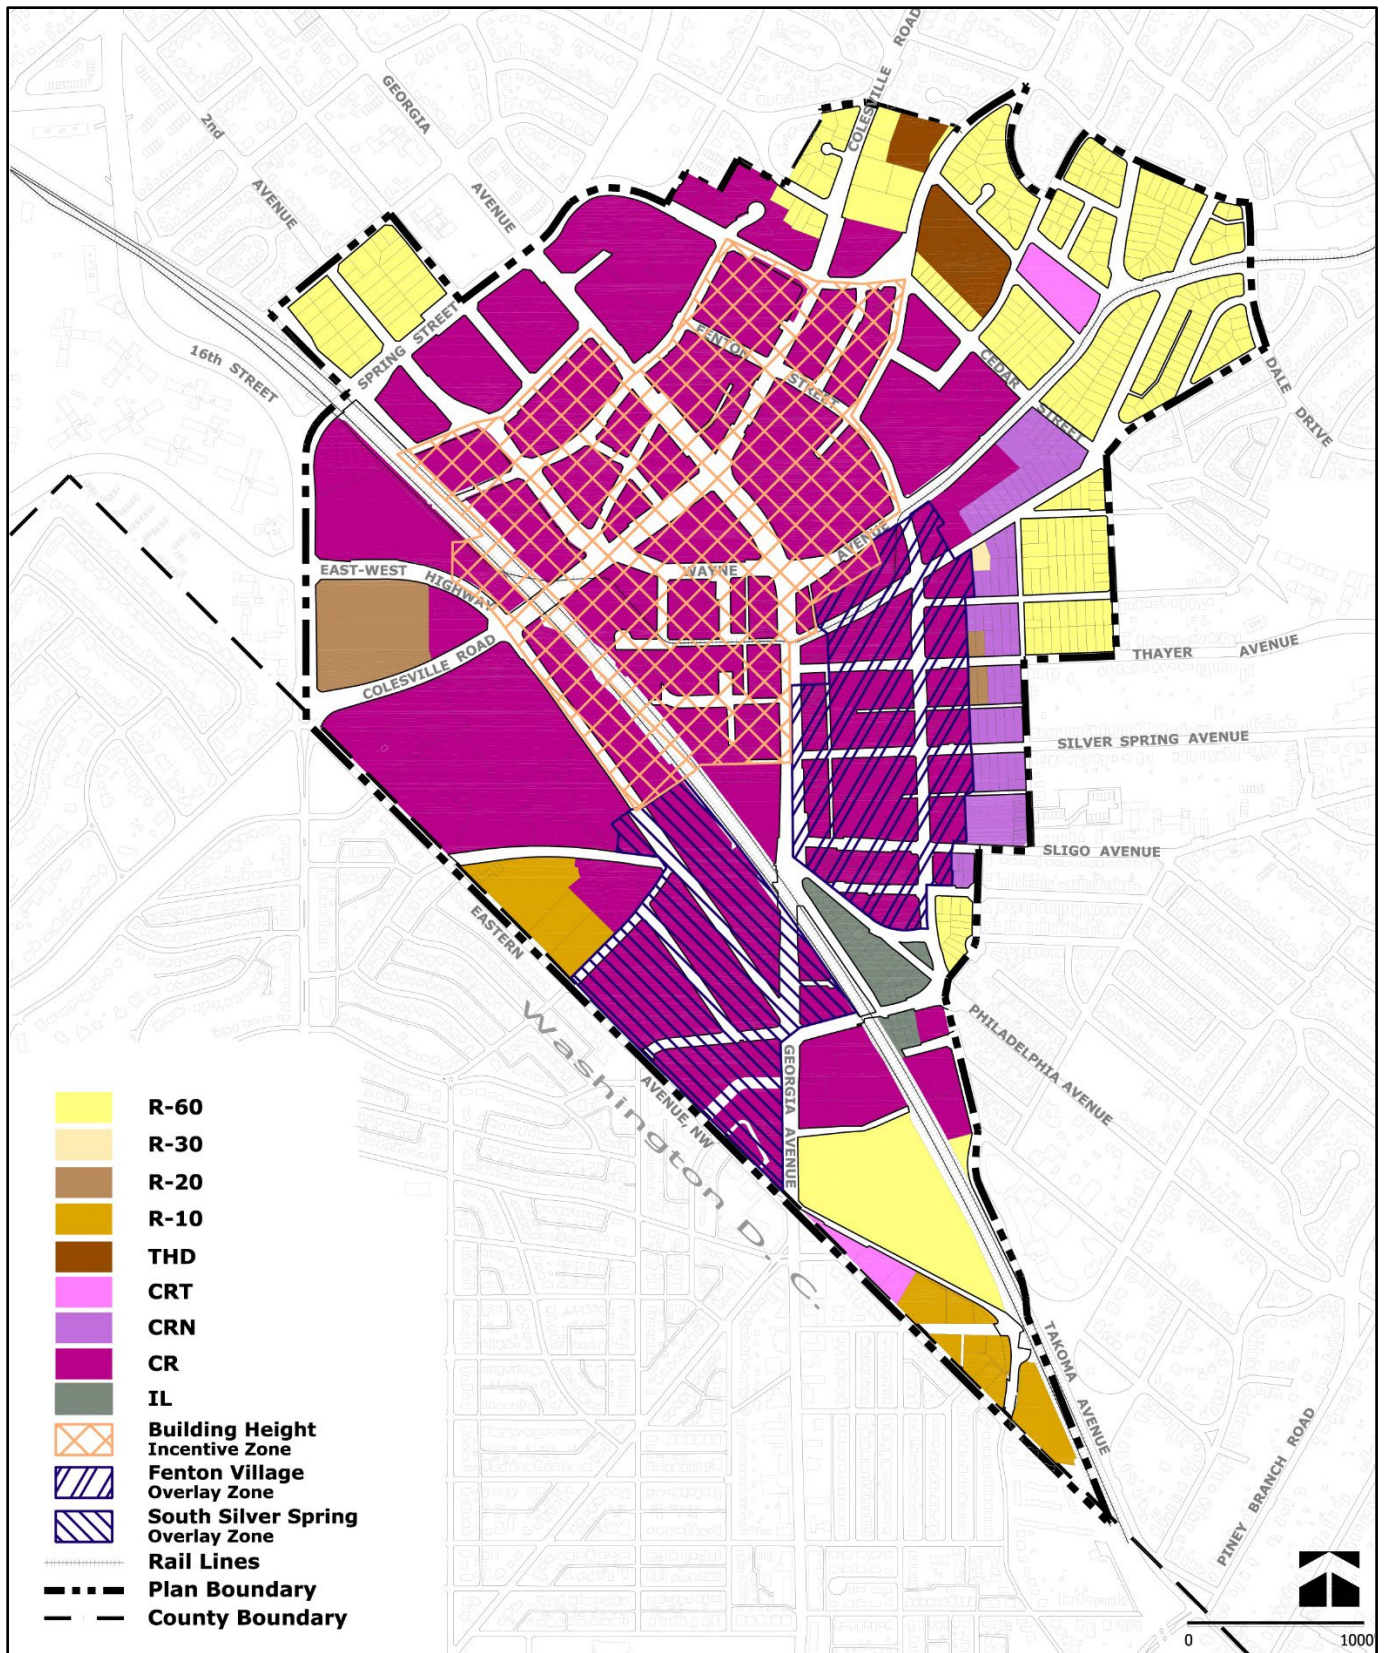 COLESVILLE ROAD
GEORGIA
AVENUE
2nd
AVENUE
SPRING STREET
16th STREET
FENTON
STREET
CEDAR
STREET
DALE DRIVE
EAST-WEST
HIGHWAY
WAYNE
AVENUE
COLESVILLE ROAD
THAYER AVENUE
SILVER SPRING AVENUE
SLIGO AVENUE
EASTERN
AVENUE, NW
Washington D. C.
GEORGIA AVENUE
PHILADELPHIA AVENUE
TAKOMA
AVENUE
PINEY BRANCH ROAD
R-60
R-30
R-20
R-10
THD
CRT
CRN
CR
IL
Building Height
Incentive Zone
Fenton Village
Overlay Zone
South Silver Spring
Overlay Zone
Rail Lines
Plan Boundary
County Boundary
0 1000'